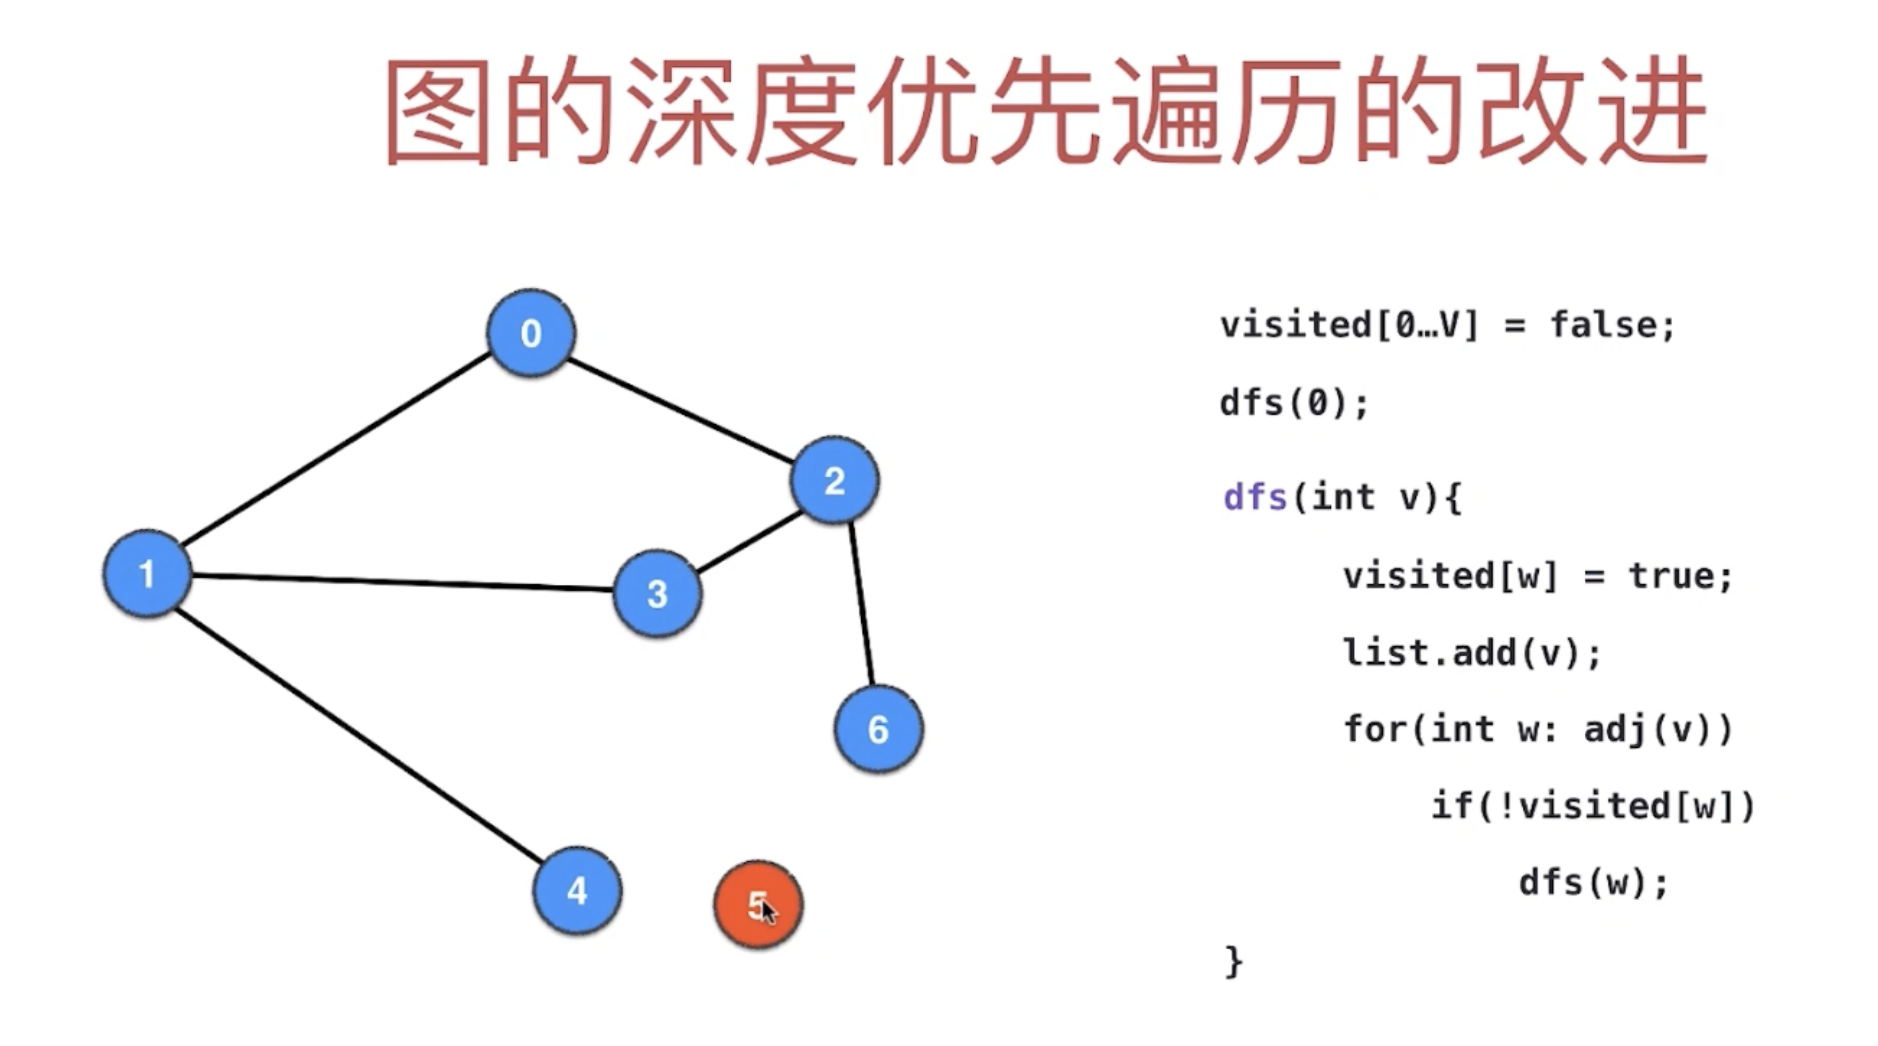 图的深度优先遍历的改进
0
2
1
3
6
4
5
visited[0…V] = false;
dfs(0);
dfs(int v){
visited[w] = true;
list.add(v);
for(int w: adj(v))
if(!visited[w])
dfs(w);
}